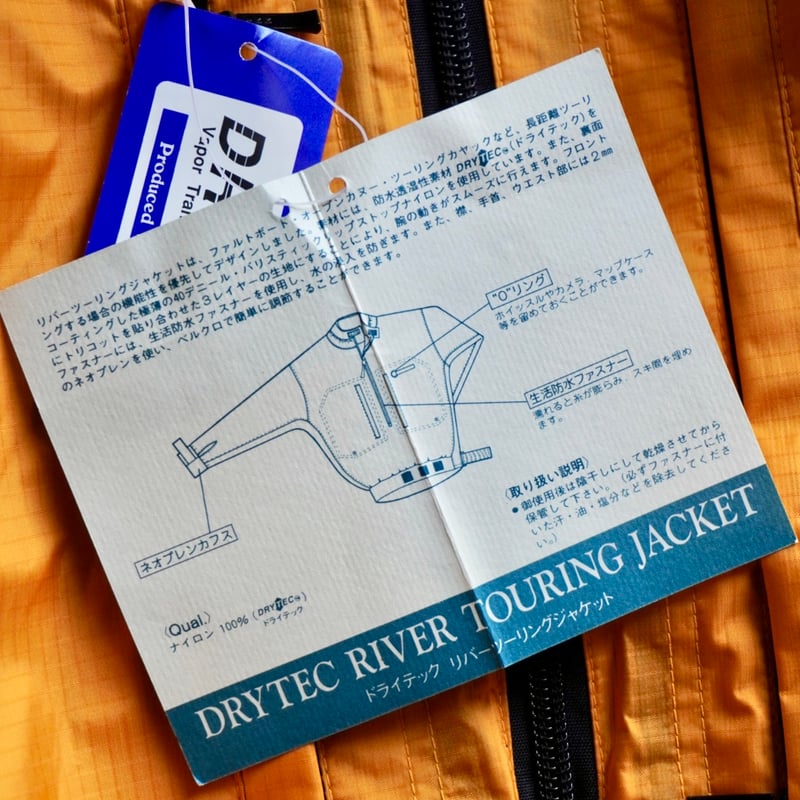 DR
Vapor Tra
Produced
リバーツーリングジャケットは、ファルトボート・オープンカヌー・ツーリングカヤックなど、長距離ツーリ
ングする場合の機能性を優先してデザインしました。素材には、防水透湿性素材 DRYTEC®(ドライテック)を
コーティングした極薄の40デニール・バリスティックリップストップナイロンを使用しています。また、裏面
にトリコットを貼り合わせた3レイヤーの生地にすることにより、腕の動きがスムーズに行えます。フロント
ファスナーには、生活防水ファスナーを使用し、水の浸入を防ぎます。また、襟、手首、ウエスト部には2mm
のネオプレンを使い、ベルクロで簡単に調節することができます。
"O"リング
ホイッスルやカメラ、マップケース
等を留めておくことができます。
生活防水ファスナー
濡れると糸が膨らみ、スキ間を埋め
ます。
ネオプレンカフス
(取り扱い説明)
●御使用後は陰干しにして乾燥させてから
保管して下さい。(必ずファスナーに付
いた汗・油・塩分などを除去してくださ
い。)
(Qual.)
ナイロン 100% (DRYTEC®)
ドライテック
DRYTEC RIVER TOURING JACKET
ドライテック リバーツーリングジャケット